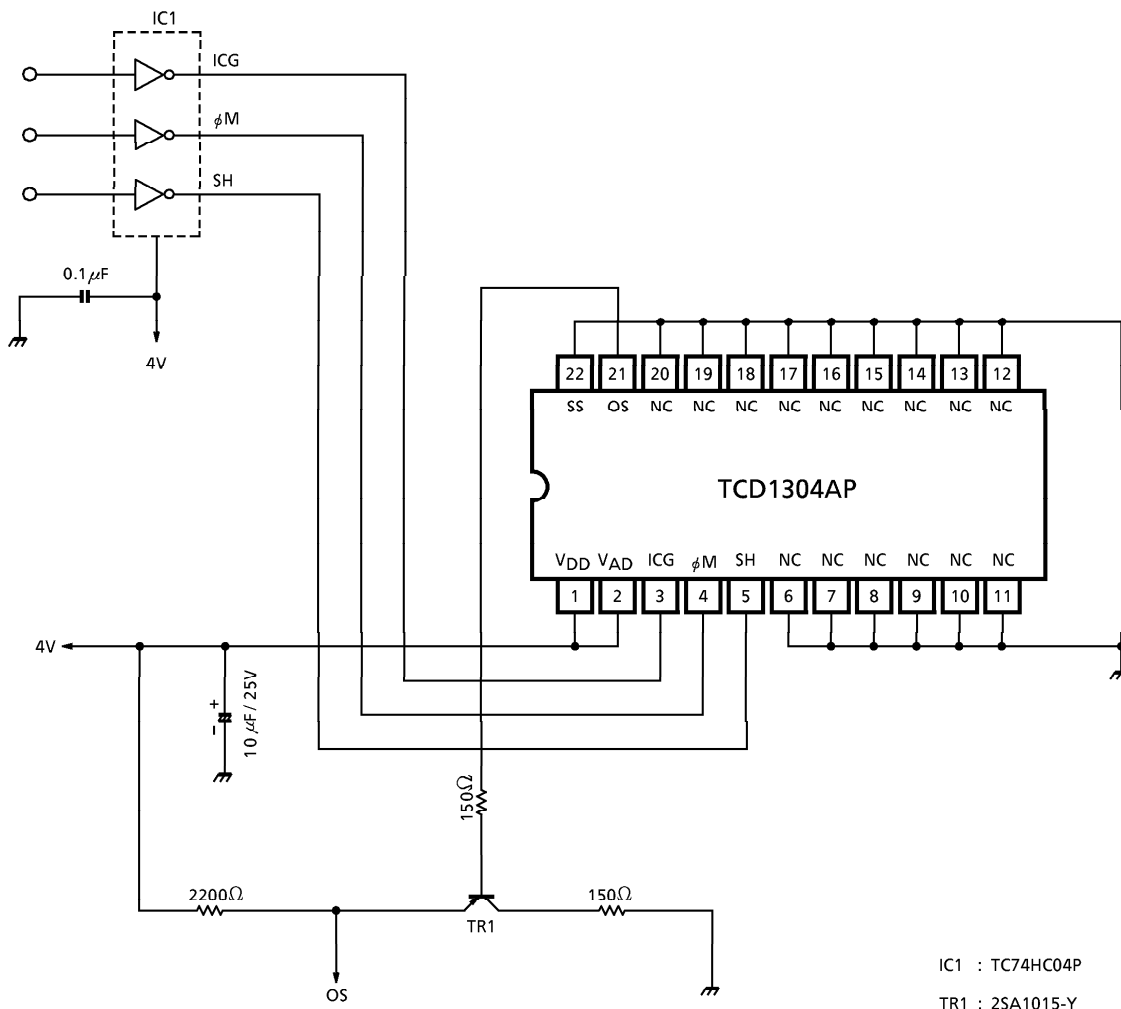 IC1
ICG
ϕM
SH
0.1μF
4V
22 21 20 19 18 17 16 15 14 13 12
SS OS NC NC NC NC NC NC NC NC NC
TCD1304AP
VDD VAD ICG ϕM SH NC NC NC NC NC NC
1 2 3 4 5 6 7 8 9 10 11
4V
+
−
10 μF / 25V
150Ω
2200Ω
150Ω
TR1
OS
IC1 : TC74HC04P
TR1 : 2SA1015-Y